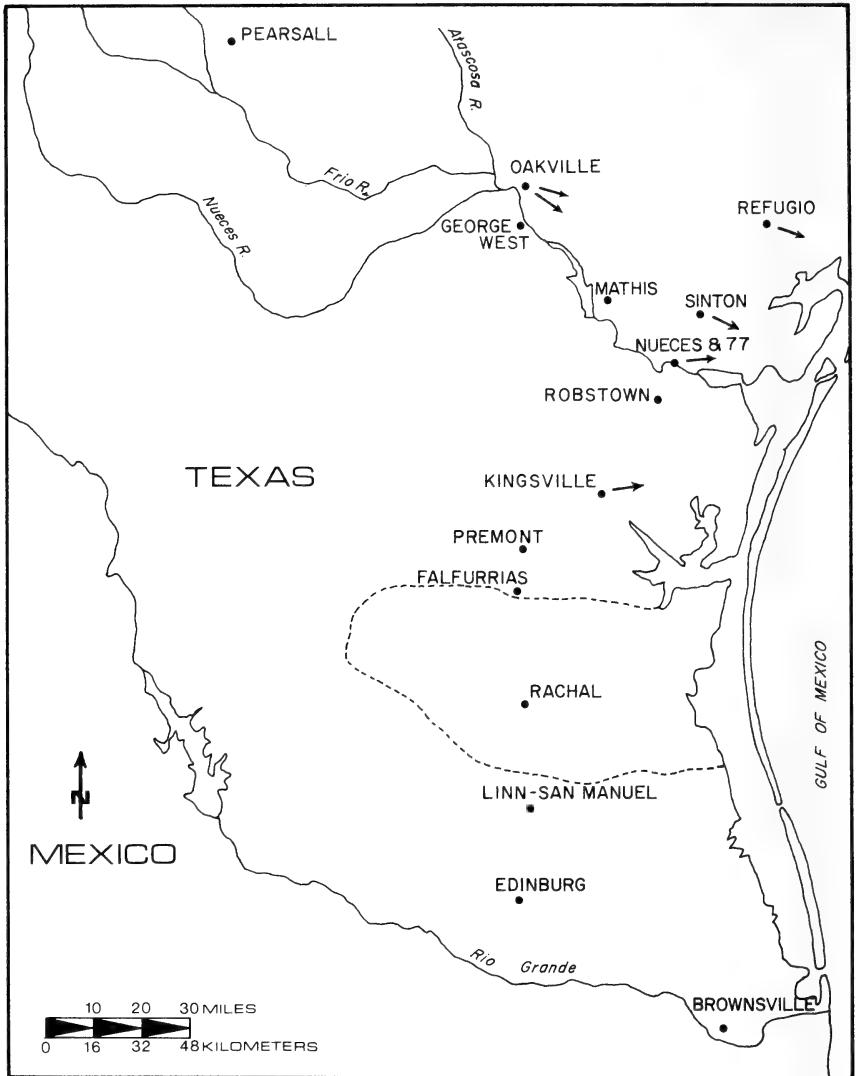 PEARSALL
Atascosa R.
OAKVILLE
Frio R.
REFUGIO
Nueces R.
GEORGE
WEST
MATHIS
SINTON
NUECES & 77
ROBSTOWN
TEXAS
KINGSVILLE
PREMONT
FALFURRIAS
RACHAL
GULF OF MEXICO
N
LINN-SAN MANUEL
MEXICO
EDINBURG
Rio Grande
10 20 30 MILES
BROWNSVILLE
0 16 32 48 KILOMETERS